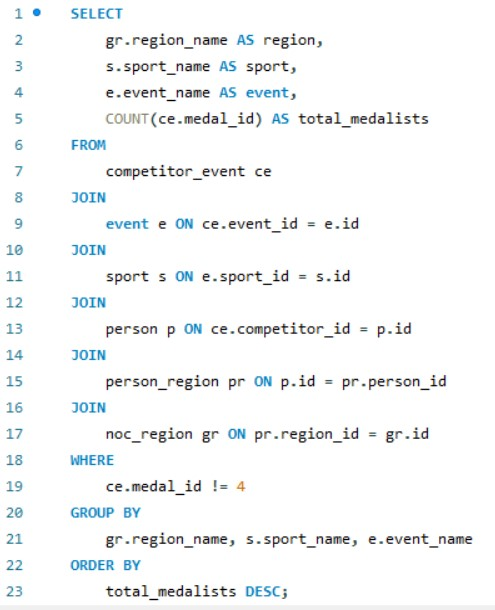 1 SELECT
2 gr.region_name AS region,
3 s.sport_name AS sport,
4 e.event_name AS event,
5 COUNT(ce.medal_id) AS total_medalists
6 FROM
7 competitor_event ce
8 JOIN
9 event e ON ce.event_id = e.id
10 JOIN
11 sport s ON e.sport_id = s.id
12 JOIN
13 person p ON ce.competitor_id = p.id
14 JOIN
15 person_region pr ON p.id = pr.person_id
16 JOIN
17 noc_region gr ON pr.region_id = gr.id
18 WHERE
19 ce.medal_id != 4
20 GROUP BY
21 gr.region_name, s.sport_name, e.event_name
22 ORDER BY
23 total_medalists DESC;